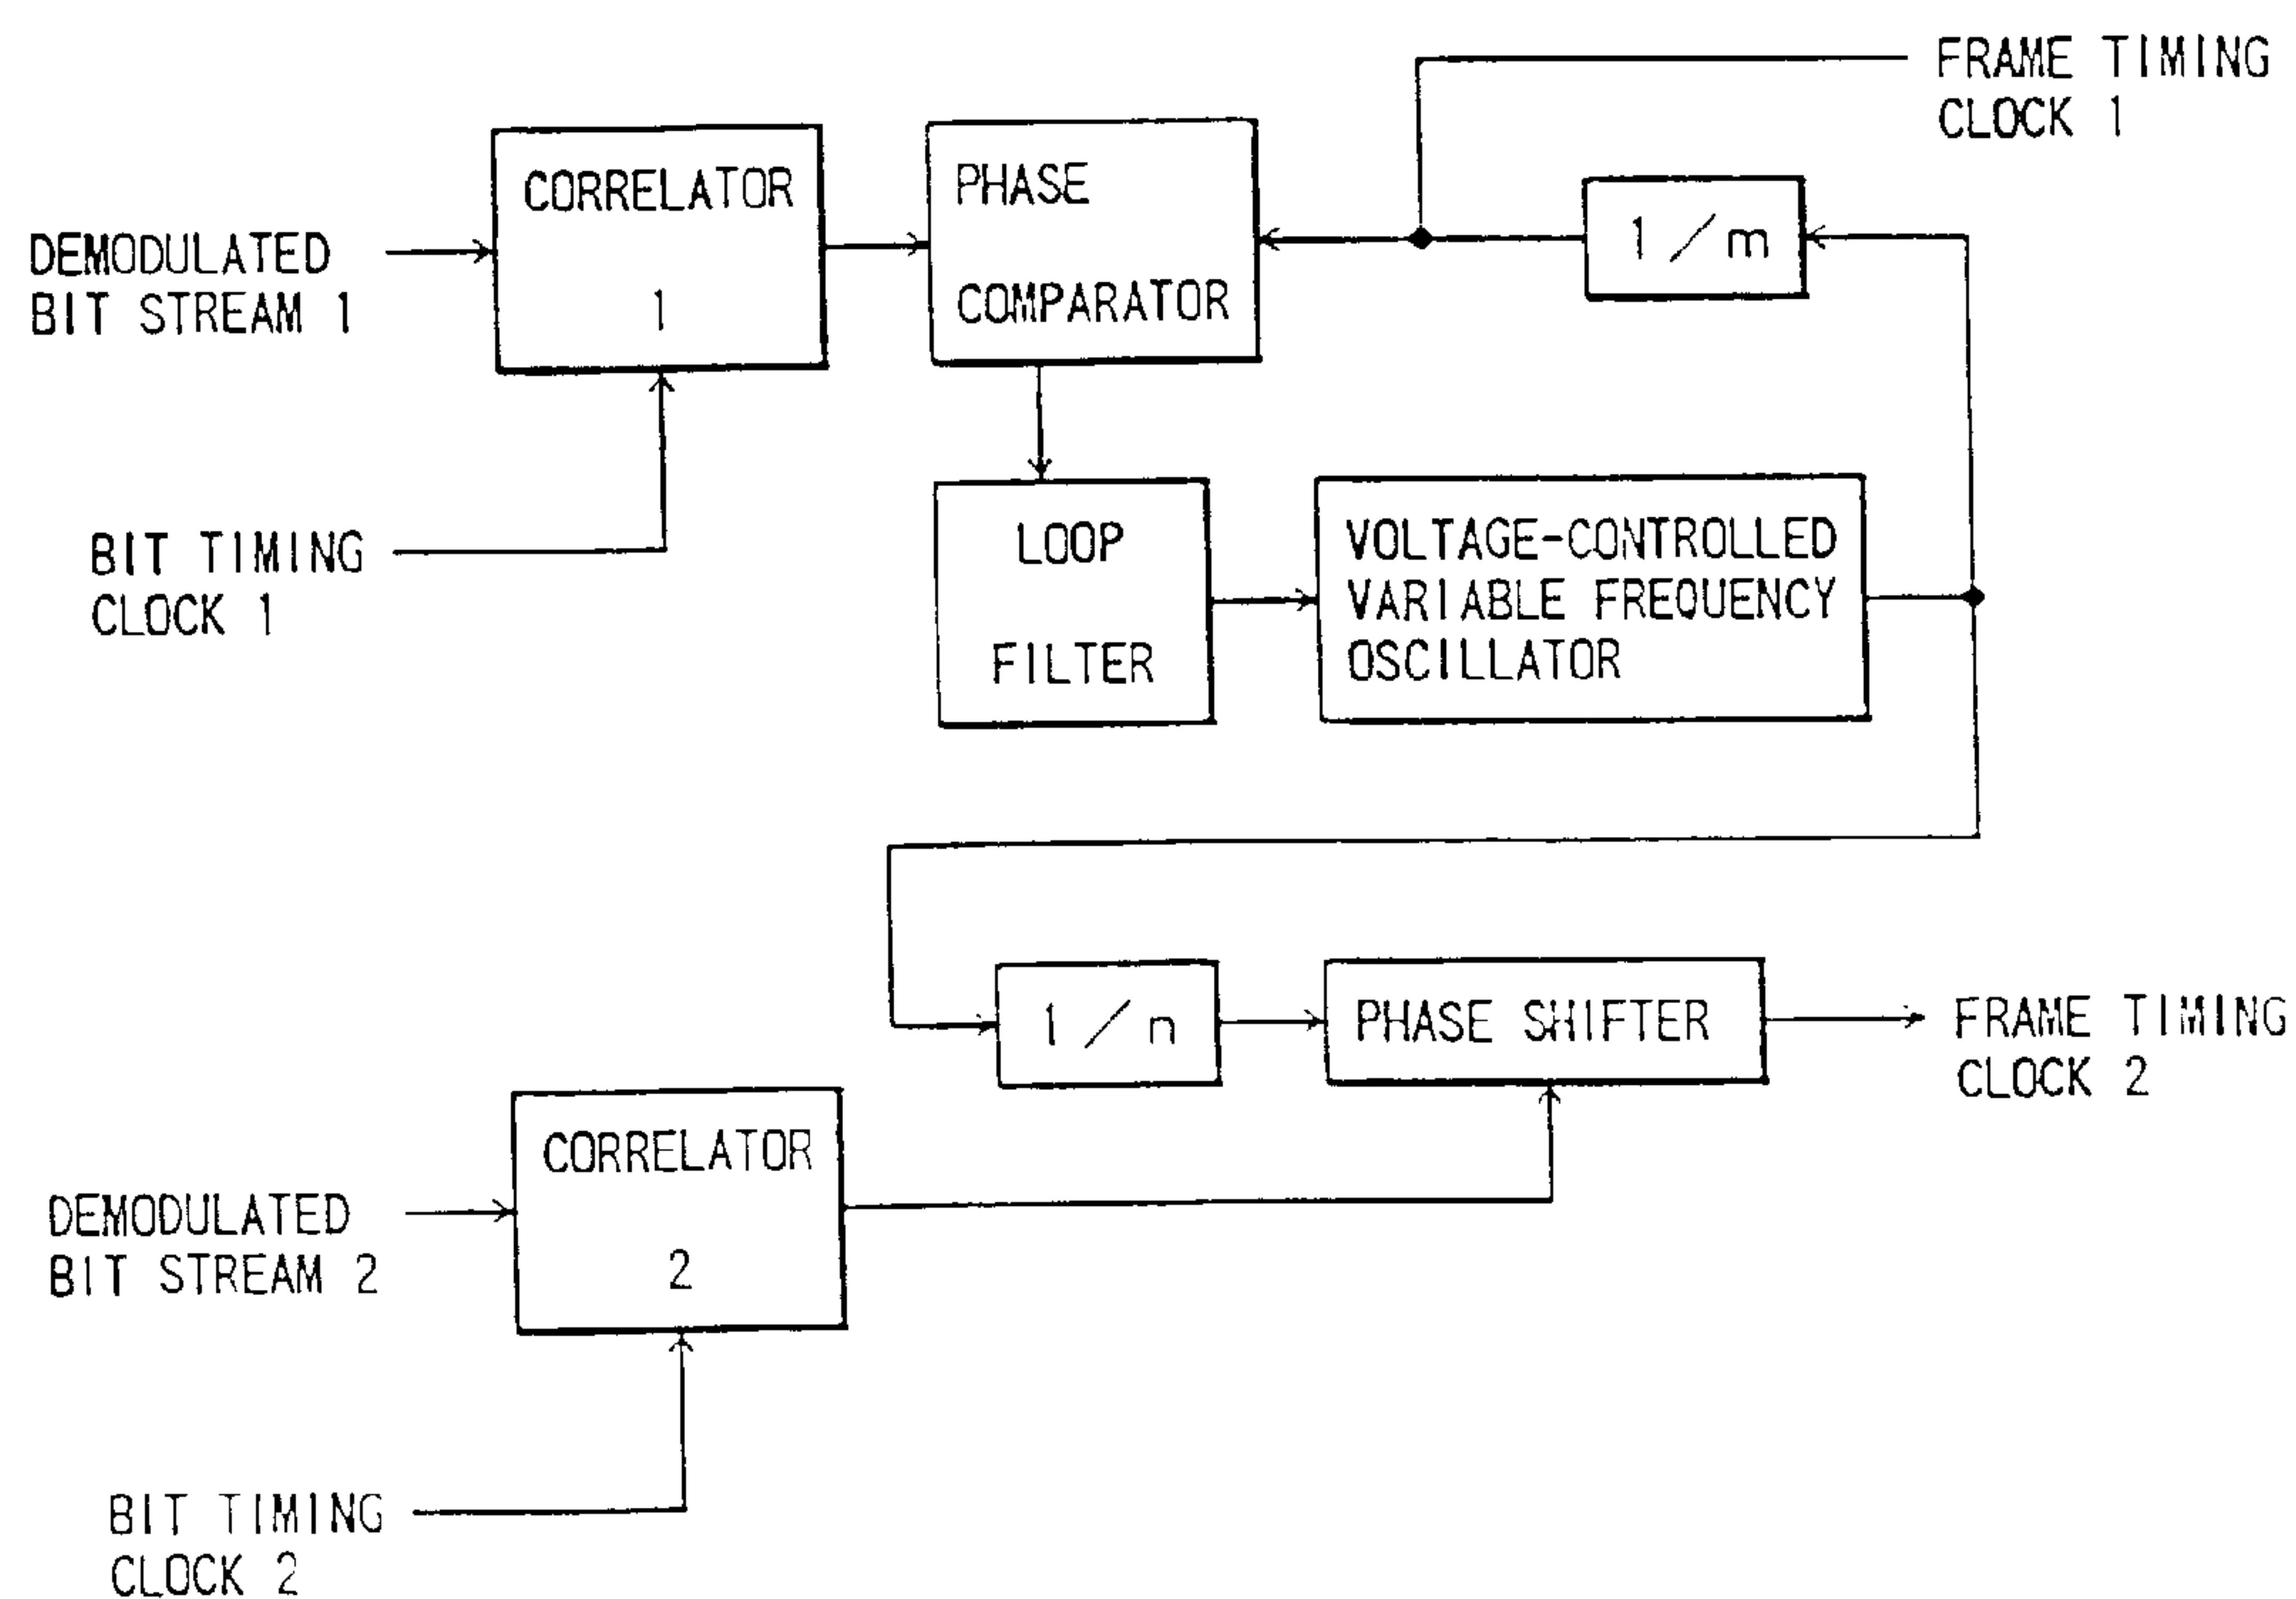 FRAME TIMING
CLOCK 1
CORRELATOR
1
PHASE
COMPARATOR
1/m
DEMODULATED
BIT STREAM 1
BIT TIMING
CLOCK 1
LOOP
FILTER
VOLTAGE-CONTROLLED
VARIABLE FREQUENCY
OSCILLATOR
1/n
PHASE SHIFTER
FRAME TIMING
CLOCK 2
CORRELATOR
2
DEMODULATED
BIT STREAM 2
BIT TIMING
CLOCK 2